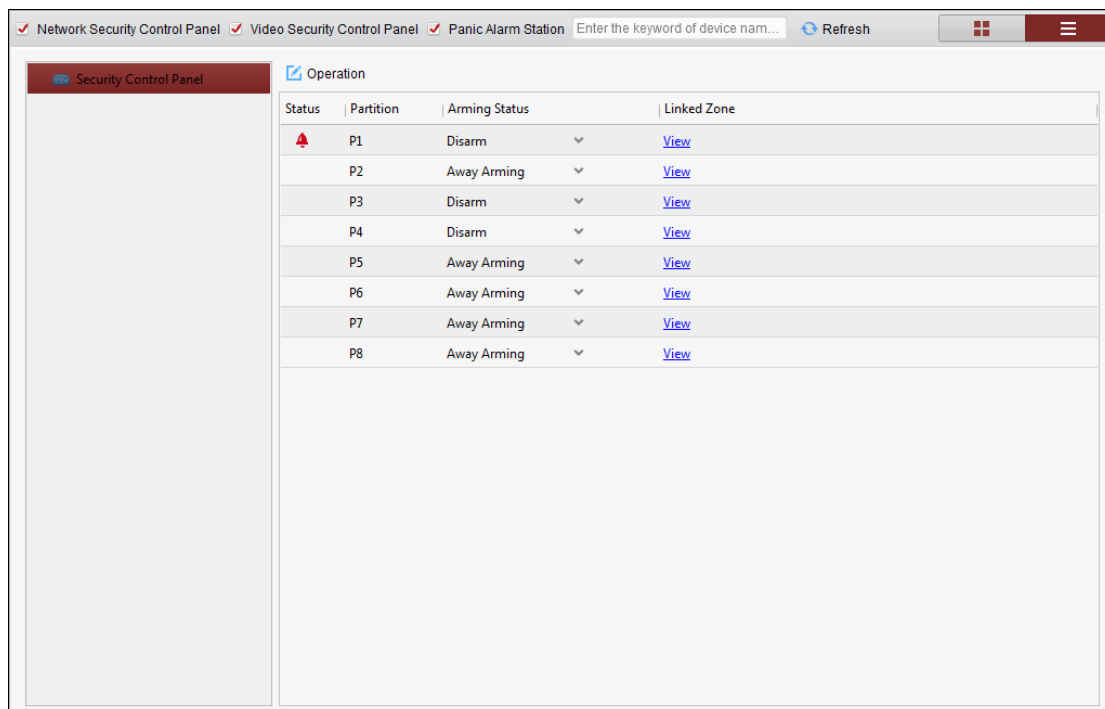 Network Security Control Panel Video Security Control Panel Panic Alarm Station Enter the keyword of device nam... Refresh
Security Control Panel
Operation
Status Partition Arming Status Linked Zone
P1 Disarm View
P2 Away Arming View
P3 Disarm View
P4 Disarm View
P5 Away Arming View
P6 Away Arming View
P7 Away Arming View
P8 Away Arming View